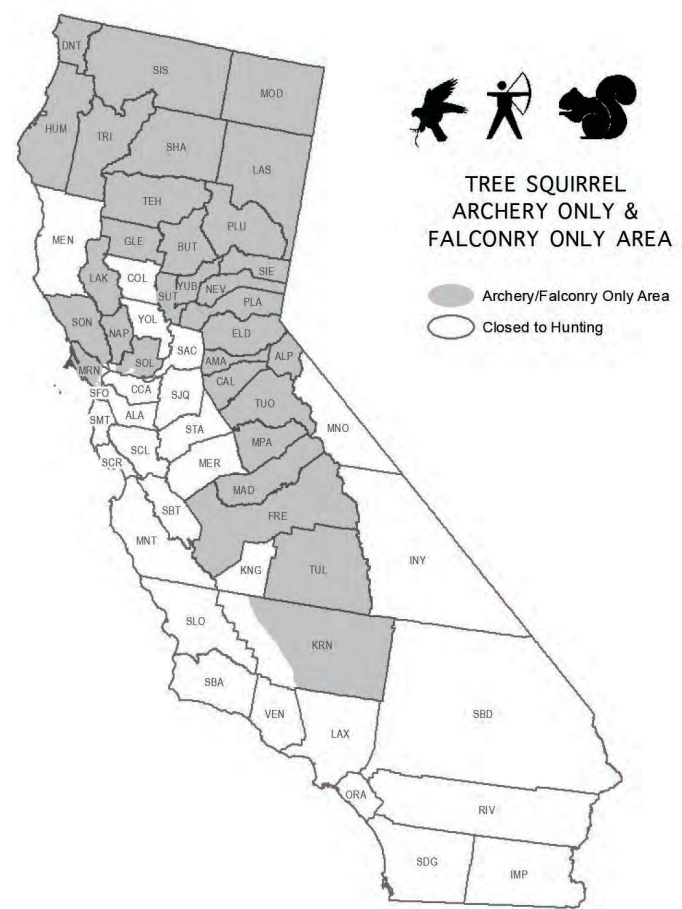 DNT
SIS
MOD
HUM
TRI
SHA
LAS
TREE SQUIRREL
ARCHERY ONLY &
FALCONRY ONLY AREA
TEH
PLU
MEN
GLE
BUT
LAK
COL
SIE
YUB
NEV
SUT
PLA
Archery/Falconry Only Area
Closed to Hunting
SON
NAP
YOL
ELD
SAC
MRN
SOL
AMA
ALP
SFO
CCA
SJQ
CAL
TUO
SMT
ALA
STA
MNO
SCR
SCL
MER
MPA
SBT
MAD
FRE
MNT
KNG
TUL
INY
SLO
KRN
SBA
VEN
LAX
SBD
ORA
RIV
SDG
IMP